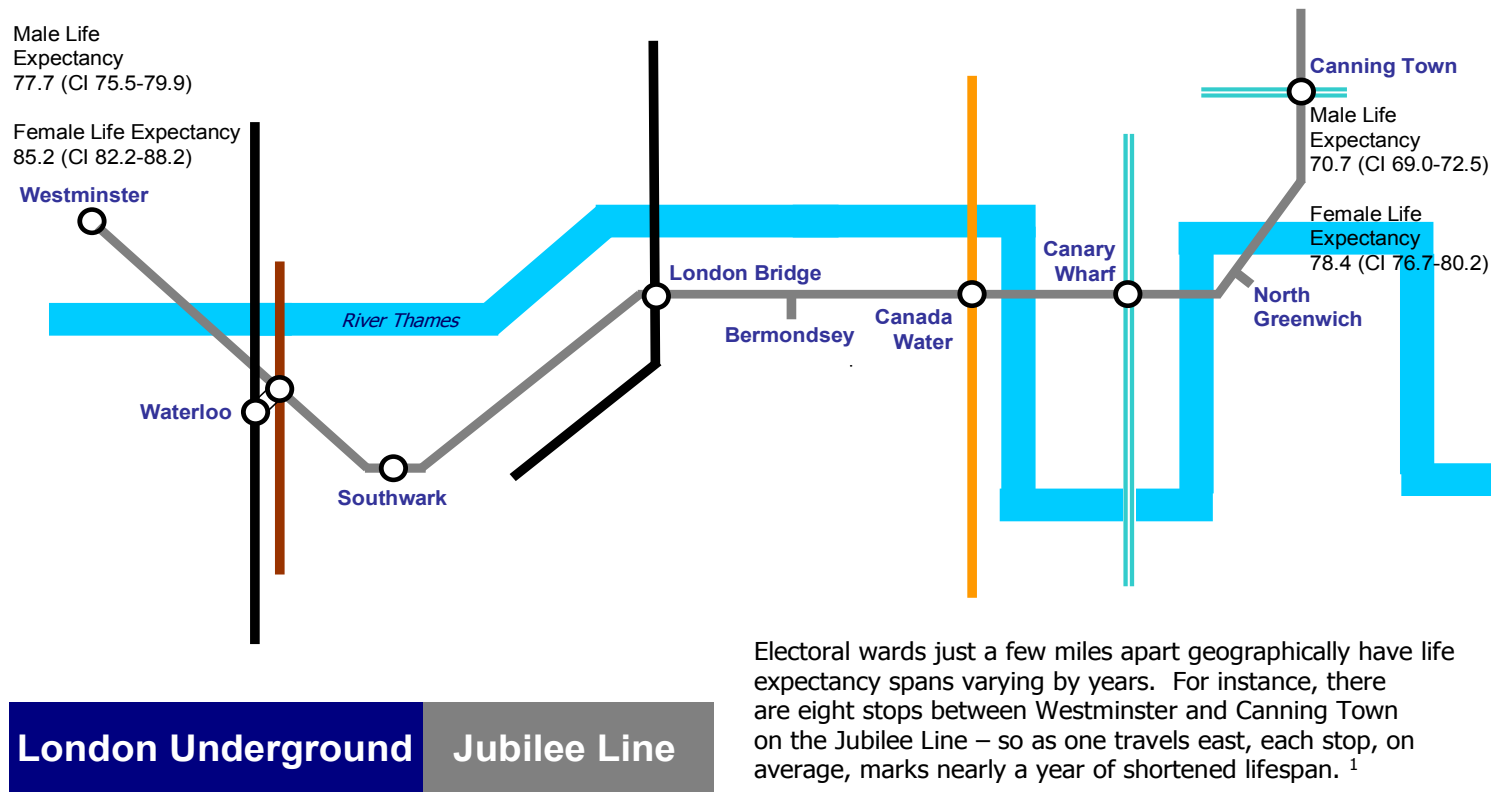 Male Life
Expectancy
77.7 (CI 75.5-79.9)
Female Life Expectancy
85.2 (CI 82.2-88.2)
Westminster
Waterloo
River Thames
Southwark
London Bridge
Bermondsey
Canada
Water
Canary
Wharf
North
Greenwich
Canning Town
Male Life
Expectancy
70.7 (CI 69.0-72.5)
Female Life
Expectancy
78.4 (CI 76.7-80.2)
London Underground
Jubilee Line
Electoral wards just a few miles apart geographically have life
expectancy spans varying by years. For instance, there
are eight stops between Westminster and Canning Town
on the Jubilee Line – so as one travels east, each stop, on
average, marks nearly a year of shortened lifespan. 1